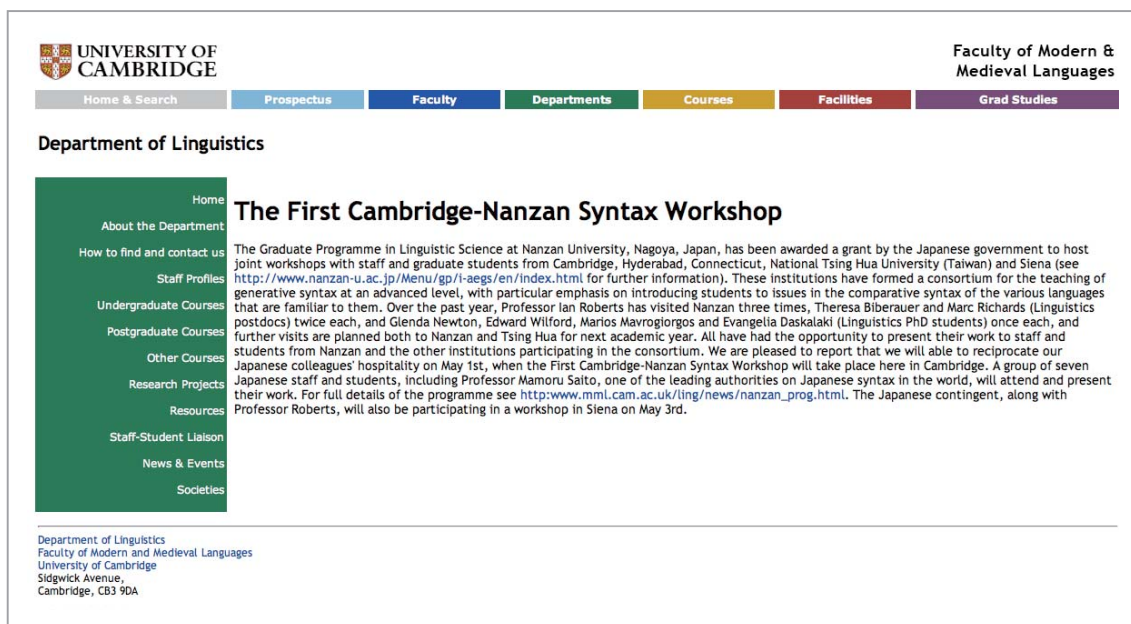 UNIVERSITY OF
CAMBRIDGE
Faculty of Modern &
Medieval Languages
Home & Search
Prospectus
Faculty
Departments
Courses
Facilities
Grad Studies
Department of Linguistics
Home
About the Department
How to find and contact us
Staff Profiles
Undergraduate Courses
Postgraduate Courses
Other Courses
Research Projects
Resources
Staff-Student Liaison
News & Events
Societies
The First Cambridge-Nanzan Syntax Workshop
The Graduate Programme in Linguistic Science at Nanzan University, Nagoya, Japan, has been awarded a grant by the Japanese government to host
joint workshops with staff and graduate students from Cambridge, Hyderabad, Connecticut, National Tsing Hua University (Taiwan) and Siena (see
http://www.nanzan-u.ac.jp/Menu/gp/i-aegs/en/index.html for further information). These institutions have formed a consortium for the teaching of
generative syntax at an advanced level, with particular emphasis on introducing students to issues in the comparative syntax of the various languages
that are familiar to them. Over the past year, Professor Ian Roberts has visited Nanzan three times, Theresa Biberauer and Marc Richards (Linguistics
postdocs) twice each, and Glenda Newton, Edward Wilford, Marios Mavrogiorgos and Evangelia Daskalaki (Linguistics PhD students) once each, and
further visits are planned both to Nanzan and Tsing Hua for next academic year. All have had the opportunity to present their work to staff and
students from Nanzan and the other institutions participating in the consortium. We are pleased to report that we will able to reciprocate our
Japanese colleagues' hospitality on May 1st, when the First Cambridge-Nanzan Syntax Workshop will take place here in Cambridge. A group of seven
Japanese staff and students, including Professor Mamoru Saito, one of the leading authorities on Japanese syntax in the world, will attend and present
their work. For full details of the programme see http:www.mml.cam.ac.uk/ling/news/nanzan_prog.html. The Japanese contingent, along with
Professor Roberts, will also be participating in a workshop in Siena on May 3rd.
Department of Linguistics
Faculty of Modern and Medieval Languages
University of Cambridge
Sidgwick Avenue,
Cambridge, CB3 9DA